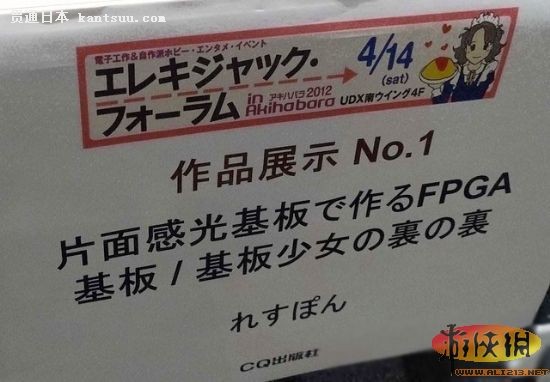 贯通日本 kantsuu.com
電子工作&自作派ホビー・エンタメ・イベント
エレキジャック・
フォーラム in アキハバラ 2012
Akihabara
4/14
(sat)
UDX南ウイング4F
作品展示 No.1
片面感光基板で作るFPGA
基板 / 基板少女の裏の裏
れすぽん
CQ出版社
游侠网
WWW.ALI213.NET